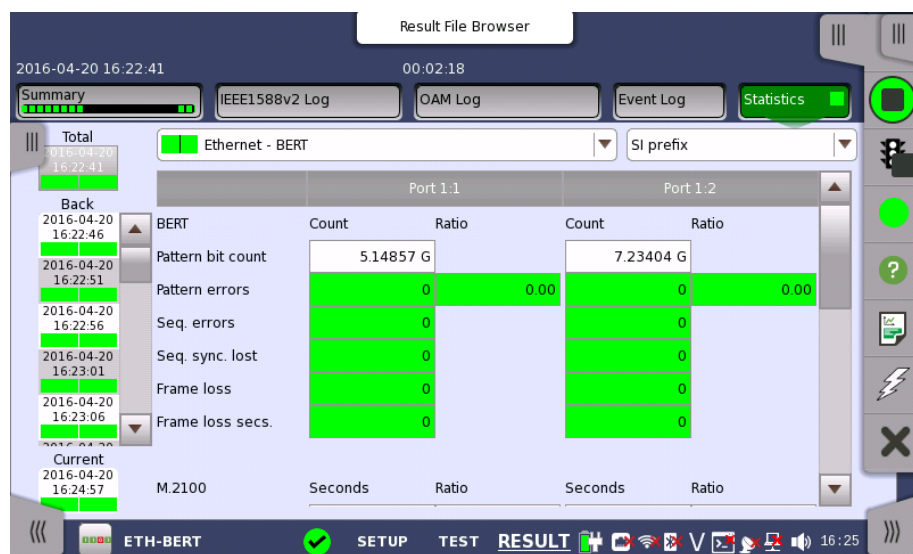 Result File Browser
2016-04-20 16:22:41 00:02:18
Summary IEEE1588v2 Log OAM Log Event Log Statistics
Total
2016-04-20
16:22:41
Ethernet - BERT SI prefix
Port 1:1 Port 1:2
Back
2016-04-20
16:22:46
2016-04-20
16:22:51
2016-04-20
16:22:56
2016-04-20
16:23:01
2016-04-20
16:23:06
BERT Count Ratio Count Ratio
Pattern bit count 5.14857 G 7.23404 G
Pattern errors 0 0.00 0 0.00
Seq. errors 0 0
Seq. sync. lost 0 0
Frame loss 0 0
Frame loss secs. 0 0
Current
2016-04-20
16:24:57
M.2100 Seconds Ratio Seconds Ratio
ETH-BERT SETUP TEST RESULT 16:25